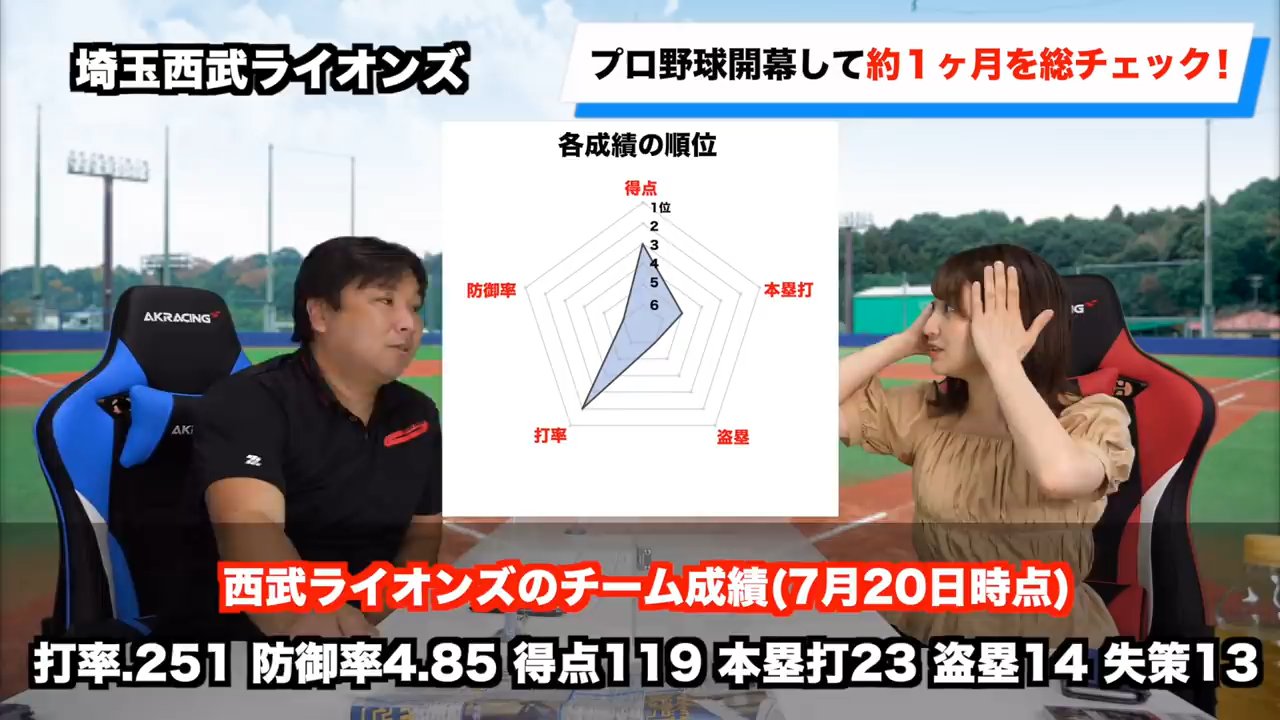 埼玉西武ライオンズ
プロ野球開幕して約1ヶ月を総チェック!
各成績の順位
得点
1位
2
3
4
5
6
防御率
本塁打
打率
盗塁
AKRACING
AKRACING
AKR
西武ライオンズのチーム成績(7月20日時点)
打率.251 防御率4.85 得点119 本塁打23 盗塁14 失策13